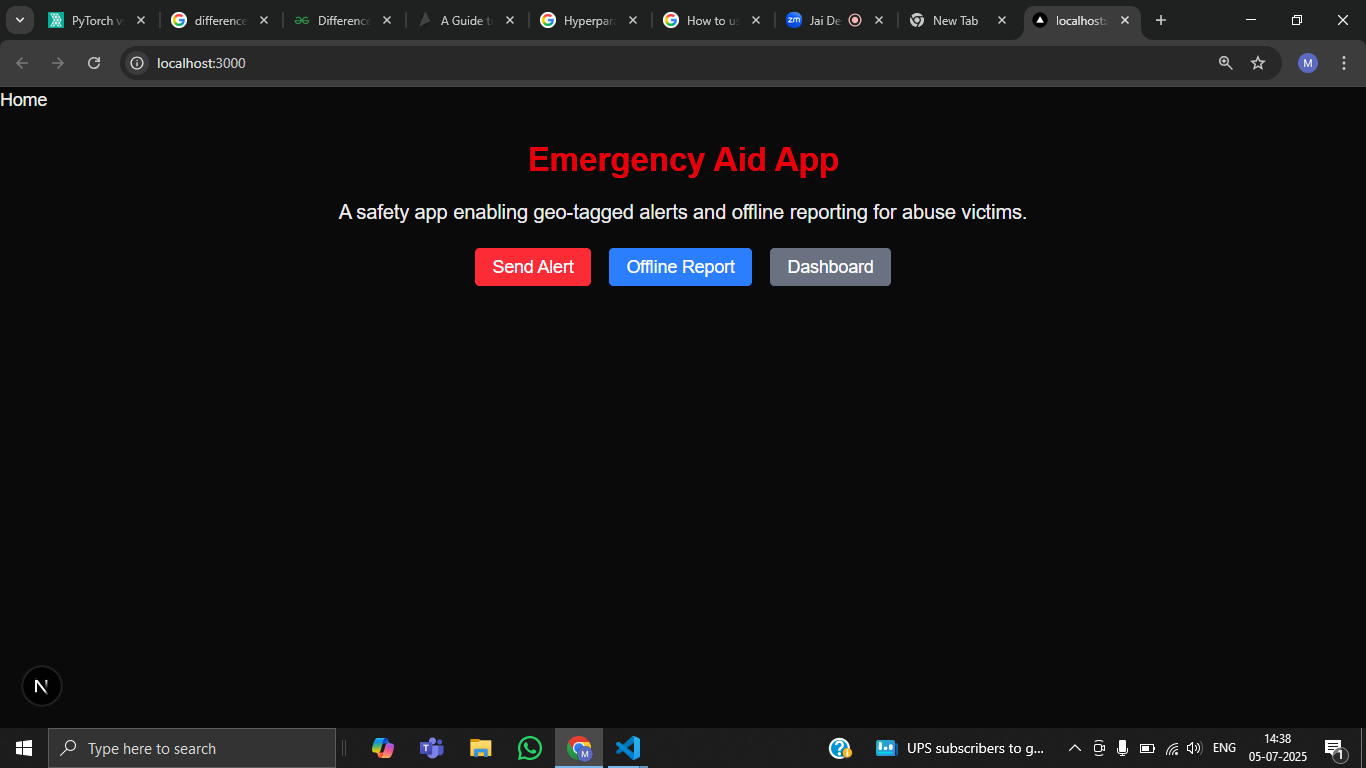 PyTorch v
difference
Difference
A Guide t
Hyperpar
How to u
zm Jai De
New Tab
localhost:
localhost:3000
M
Home
Emergency Aid App
A safety app enabling geo-tagged alerts and offline reporting for abuse victims.
Send Alert Offline Report Dashboard
N
Type here to search
UPS subscribers to g...
ENG
14:38
05-07-2025
1